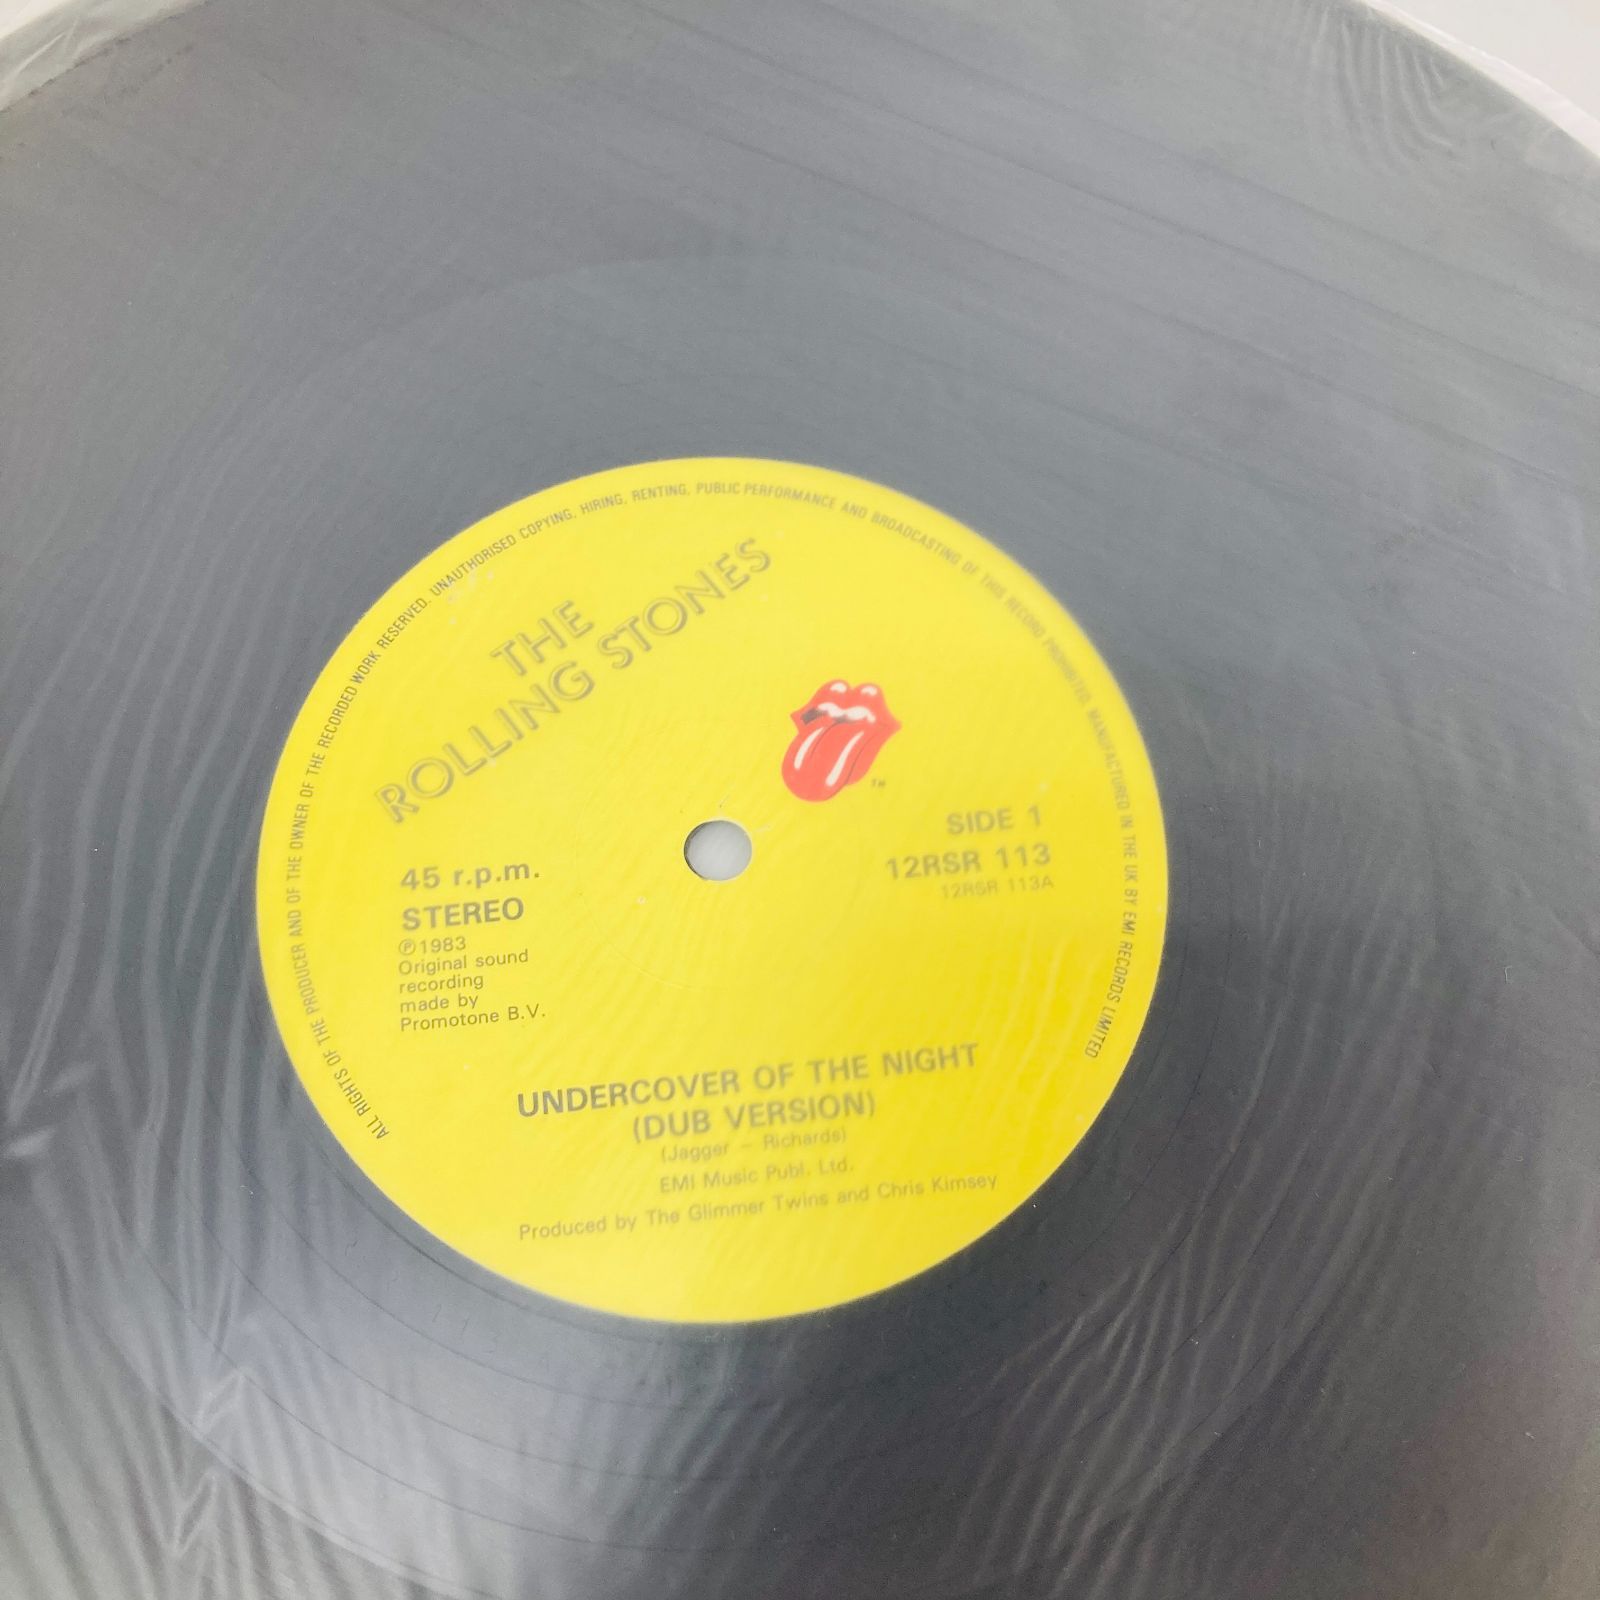 ALL RIGHTS OF THE PRODUCER AND OF THE OWNER OF THE RECORDED WORK RESERVED. UNAUTHORISED COPYING, HIRING, RENTING, PUBLIC PERFORMANCE AND BROADCASTING OF THIS RECORD PROHIBITED. MANUFACTURED IN THE UK BY EMI RECORDS LIMITED
THE
ROLLING STONES
TM
SIDE 1
12RSR 113
12RSR 113A
45 r.p.m.
STEREO
℗1983
Original sound
recording
made by
Promotone B.V.
UNDERCOVER OF THE NIGHT
(DUB VERSION)
(Jagger – Richards)
EMI Music Publ. Ltd.
Produced by The Glimmer Twins and Chris Kimsey